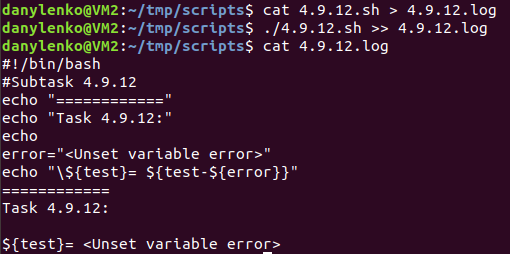 danylenko@VM2:~/tmp/scripts$ cat 4.9.12.sh > 4.9.12.log
danylenko@VM2:~/tmp/scripts$ ./4.9.12.sh >> 4.9.12.log
danylenko@VM2:~/tmp/scripts$ cat 4.9.12.log
#!/bin/bash
#Subtask 4.9.12
echo "============"
echo "Task 4.9.12:"
echo
error="<Unset variable error>"
echo "\${test}= ${test-${error}}"
============
Task 4.9.12:

${test}= <Unset variable error>